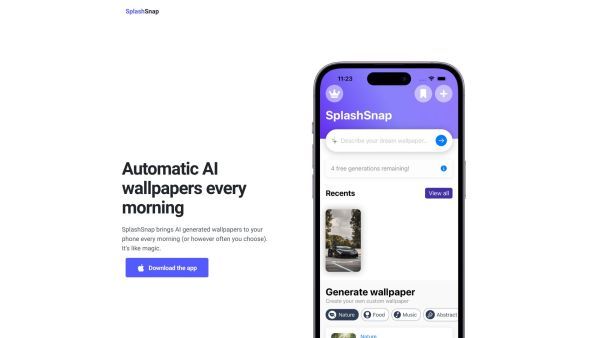 SplashSnap
Automatic AI
wallpapers every
morning
SplashSnap brings AI generated wallpapers to your
phone every morning (or however often you choose).
It's like magic.
Download the app
11:23
SplashSnap
Describe your dream wallpaper...
4 free generations remaining!
Recents
View all
Generate wallpaper
Create your own custom wallpaper
Nature Food Music Abstract
Nature